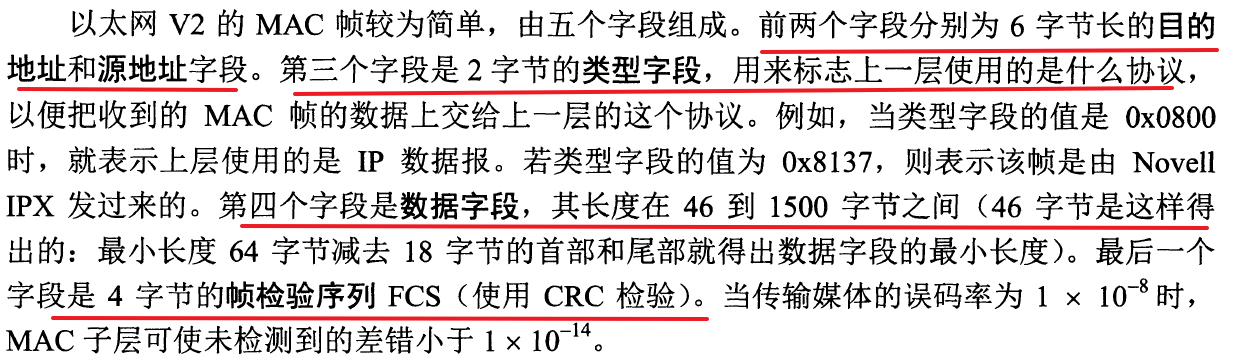 以太网 V2 的 MAC 帧较为简单，由五个字段组成。前两个字段分别为 6 字节长的目的
地址和源地址字段。第三个字段是 2 字节的类型字段，用来标志上一层使用的是什么协议，
以便把收到的 MAC 帧的数据上交给上一层的这个协议。例如，当类型字段的值是 0x0800
时，就表示上层使用的是 IP 数据报。若类型字段的值为 0x8137，则表示该帧是由 Novell
IPX 发过来的。第四个字段是数据字段，其长度在 46 到 1500 字节之间（46 字节是这样得
出的：最小长度 64 字节减去 18 字节的首部和尾部就得出数据字段的最小长度）。最后一个
字段是 4 字节的帧检验序列 FCS（使用 CRC 检验）。当传输媒体的误码率为 1 × 10⁻⁸ 时，
MAC 子层可使未检测到的差错小于 1 × 10⁻¹⁴。